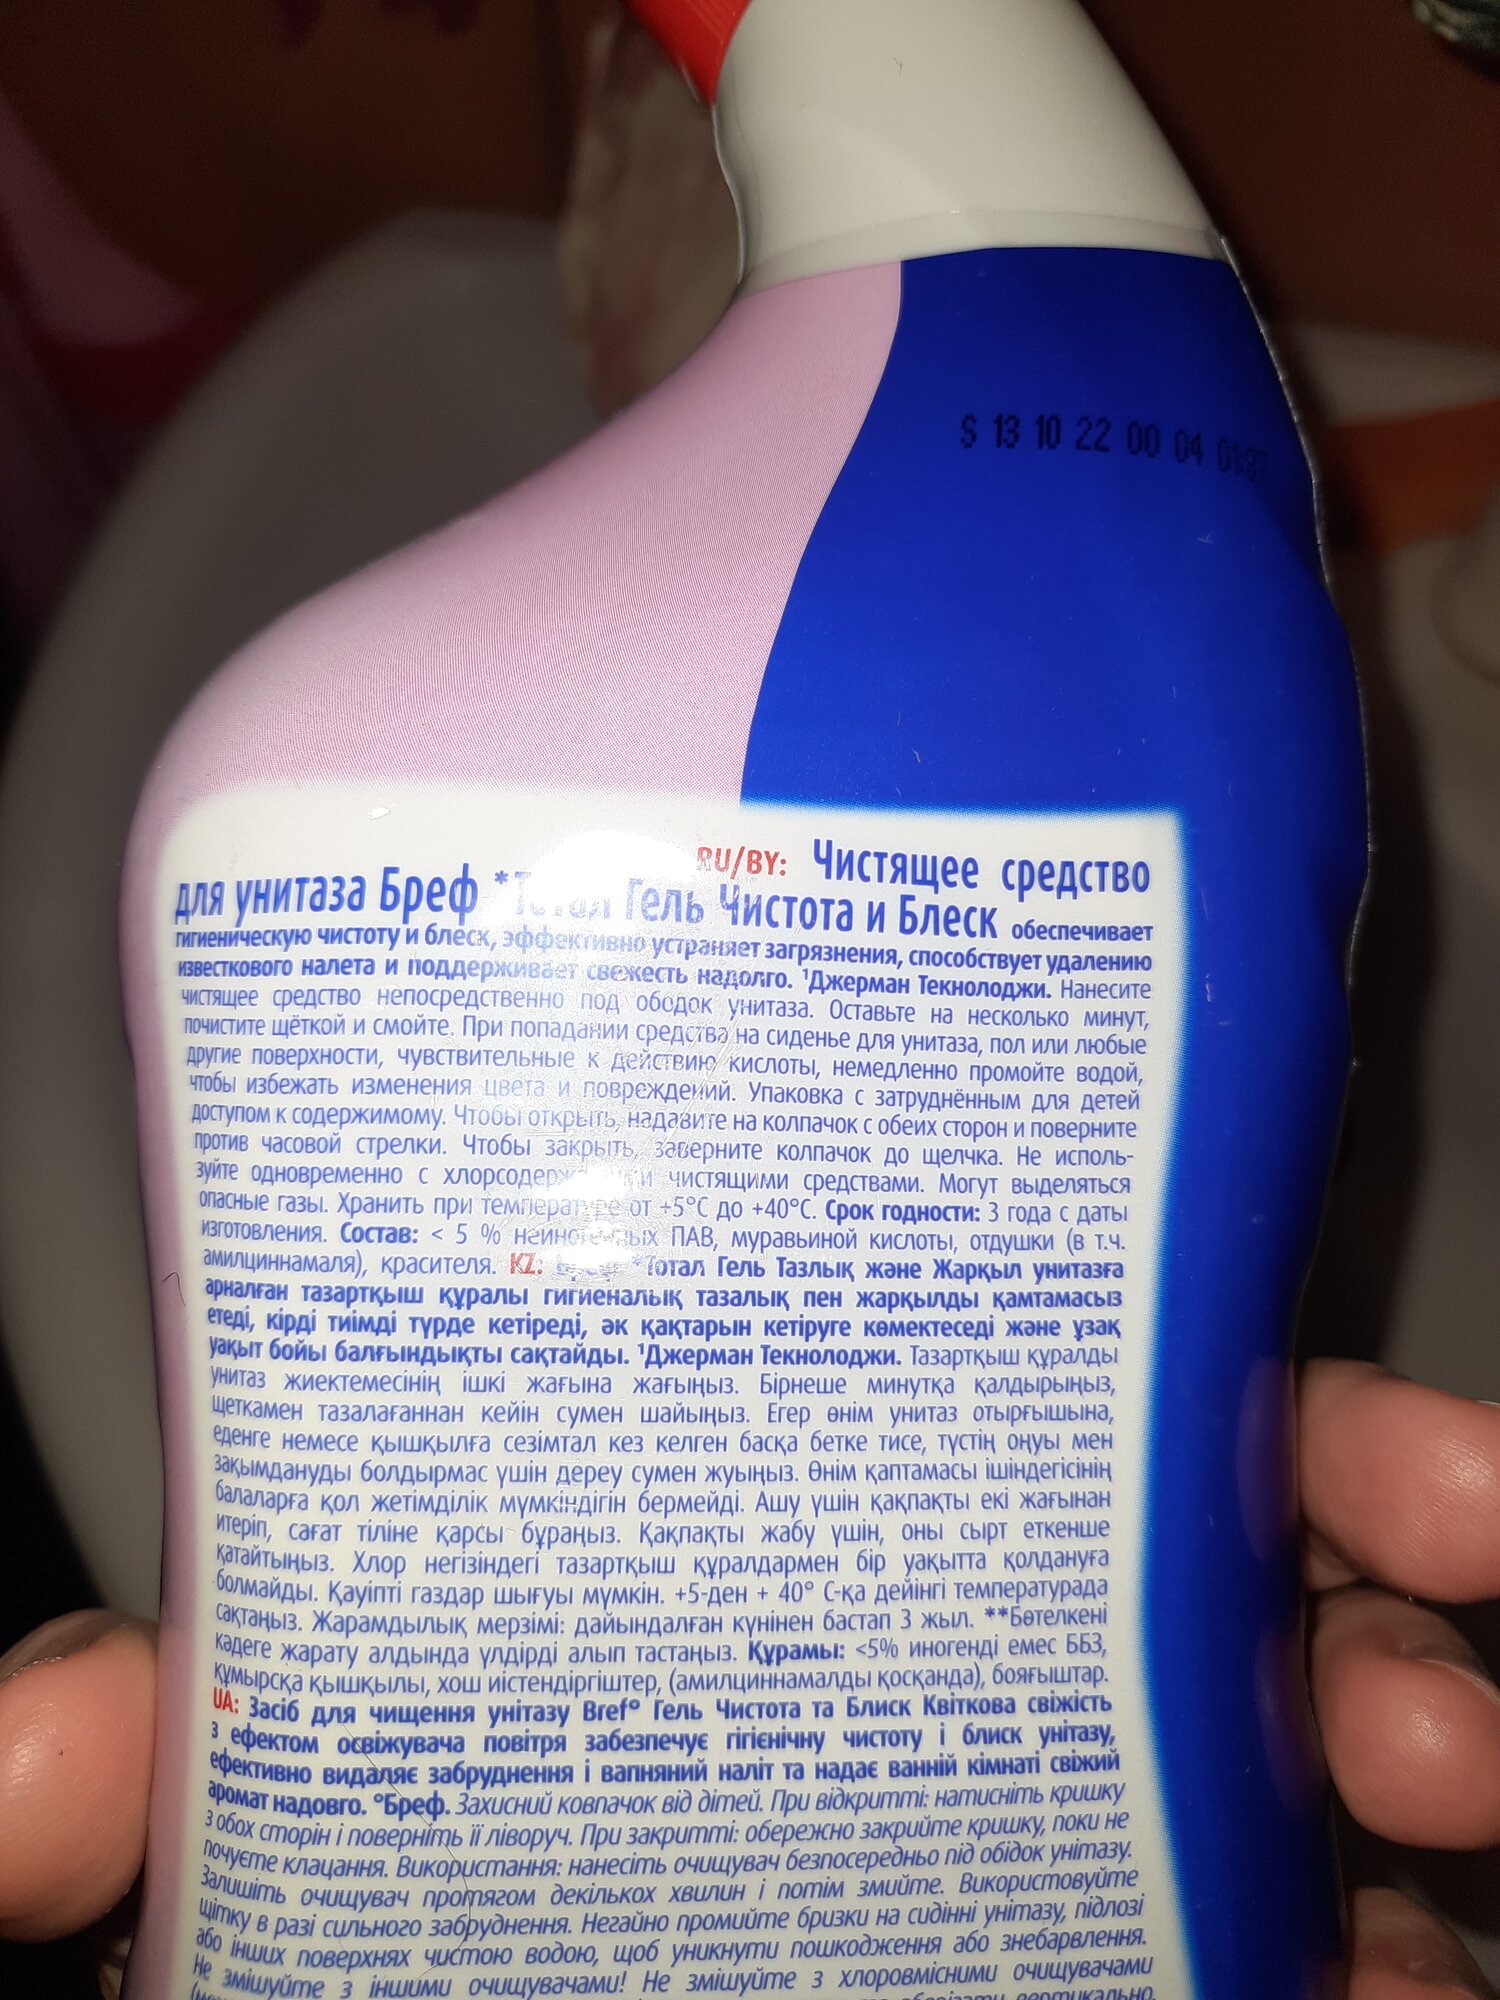 S 13 10 22 00 04
RU/BY: Чистящее средство
для унитаза Бреф *Тотал Гель Чистота и Блеск обеспечивает
гигиеническую чистоту и блеск, эффективно устраняет загрязнения, способствует удалению
известкового налета и поддерживает свежесть надолго. ¹Джерман Текнолоджи. Нанесите
чистящее средство непосредственно под ободок унитаза. Оставьте на несколько минут,
почистите щёткой и смойте. При попадании средства на сиденье для унитаза, пол или любые
другие поверхности, чувствительные к действию кислоты, немедленно промойте водой,
чтобы избежать изменения цвета и повреждений. Упаковка с затруднённым для детей
доступом к содержимому. Чтобы открыть, надавите на колпачок с обеих сторон и поверните
против часовой стрелки. Чтобы закрыть, заверните колпачок до щелчка. Не исполь-
зуйте одновременно с чистящими средствами. Могут выделяться
опасные газы. Хранить при температуре от +5°C до +40°C. Срок годности: 3 года с даты
изготовления. Состав: < 5 % неионогенных ПАВ, муравьиной кислоты, отдушки (в т.ч.
амилциннамаля), красителя. KZ: *Тотал Гель Тазлық және Жарқыл унитазға
арналған тазартқыш құралы гигиеналық тазалық пен жарқылды қамтамасыз
етеді, кірді тиімді түрде кетіреді, әк қақтарын кетіруге көмектеседі және ұзақ
уақыт бойы балғындықты сақтайды. ¹Джерман Текнолоджи. Тазартқыш құралды
унитаз жиектемесінің ішкі жағына жағыңыз. Бірнеше минутқа қалдырыңыз,
щеткамен тазалағаннан кейін сумен шайыңыз. Егер өнім унитаз отырғышына,
еденге немесе қышқылға сезімтал кез келген басқа бетке тисе, түстің оңуы мен
зақымдануды болдырмас үшін дереу сумен жуыңыз. Өнім қаптамасы ішіндегісінің
балаларға қол жетімділік мүмкіндігін бермейді. Ашу үшін қақпақты екі жағынан
итеріп, сағат тіліне қарсы бұраңыз. Қақпақты жабу үшін, оны сырт еткенше
қатайтыңыз. Хлор негізіндегі тазартқыш құралдармен бір уақытта қолдануға
болмайды. Қауіпті газдар шығуы мүмкін. +5-ден + 40° С-қа дейінгі температурада
сақтаңыз. Жарамдылық мерзімі: дайындалған күнінен бастап 3 жыл. **Бөтелкені
кәдеге жарату алдында үлдірді алып тастаңыз. Құрамы: <5% иногенді емес ББЗ,
құмырсқа қышқылы, хош иістендіргіштер, (амилциннамалды қосқанда), бояғыштар.
UA: Засіб для чищення унітазу Bref° Гель Чистота та Блиск Квіткова свіжість
з ефектом освіжувача повітря забезпечує гігієнічну чистоту і блиск унітазу,
ефективно видаляє забруднення і вапняний наліт та надає ванній кімнаті свіжий
аромат надовго. °Бреф. Захисний ковпачок від дітей. При відкритті: натисніть кришку
з обох сторін і поверніть її ліворуч. При закритті: обережно закрийте кришку, поки не
почуєте клацання. Використання: нанесіть очищувач безпосередньо під обідок унітазу.
Залишіть очищувач протягом декількох хвилин і потім змийте. Використовуйте
щітку в разі сильного забруднення. Негайно промийте бризки на сидінні унітазу, підлозі
або інших поверхнях чистою водою, щоб уникнути пошкодження або знебарвлення.
Не змішуйте з іншими очищувачами! Не змішуйте з хлоровмісними очищувачами
зберігати вертикально.